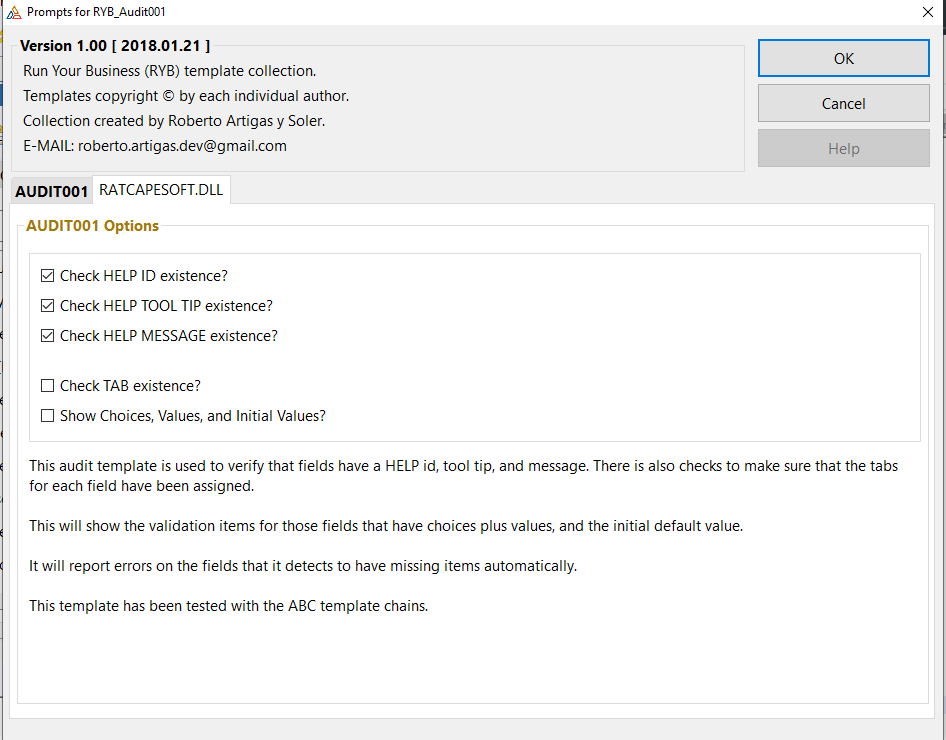 Prompts for RYB_Audit001
Version 1.00 [ 2018.01.21 ]
Run Your Business (RYB) template collection.
Templates copyright © by each individual author.
Collection created by Roberto Artigas y Soler.
E-MAIL: roberto.artigas.dev@gmail.com
OK
Cancel
Help
AUDIT001
RATCAPESOFT.DLL
AUDIT001 Options
Check HELP ID existence?
Check HELP TOOL TIP existence?
Check HELP MESSAGE existence?
Check TAB existence?
Show Choices, Values, and Initial Values?
This audit template is used to verify that fields have a HELP id, tool tip, and message. There is also checks to make sure that the tabs
for each field have been assigned.
This will show the validation items for those fields that have choices plus values, and the initial default value.
It will report errors on the fields that it detects to have missing items automatically.
This template has been tested with the ABC template chains.